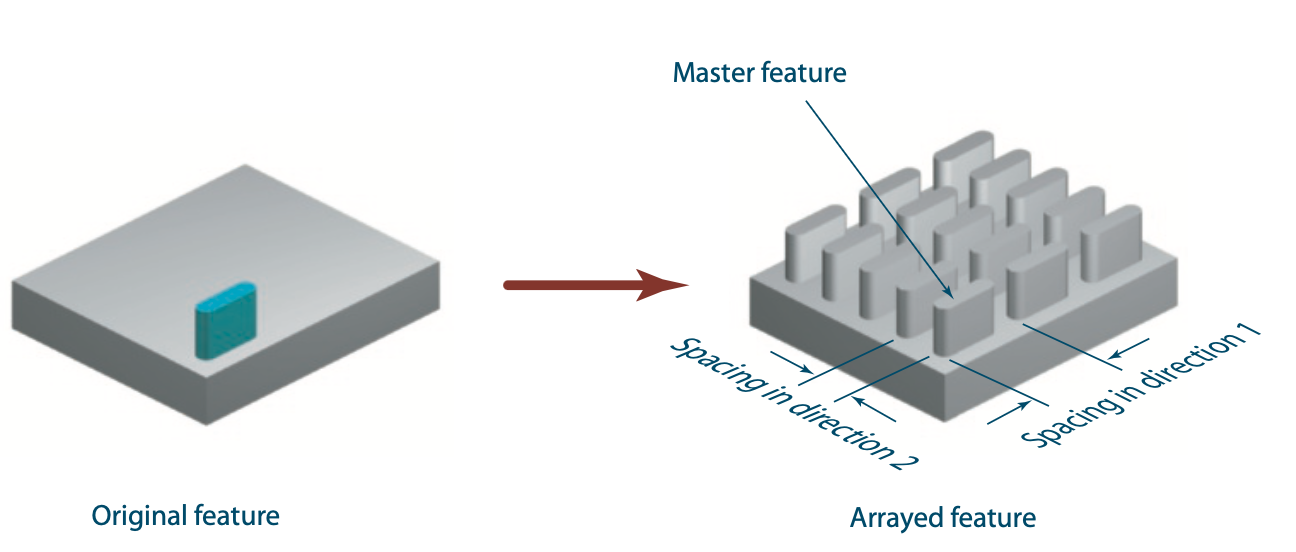 Master feature
Spacing in direction 2
Spacing in direction 1
Original feature
Arrayed feature